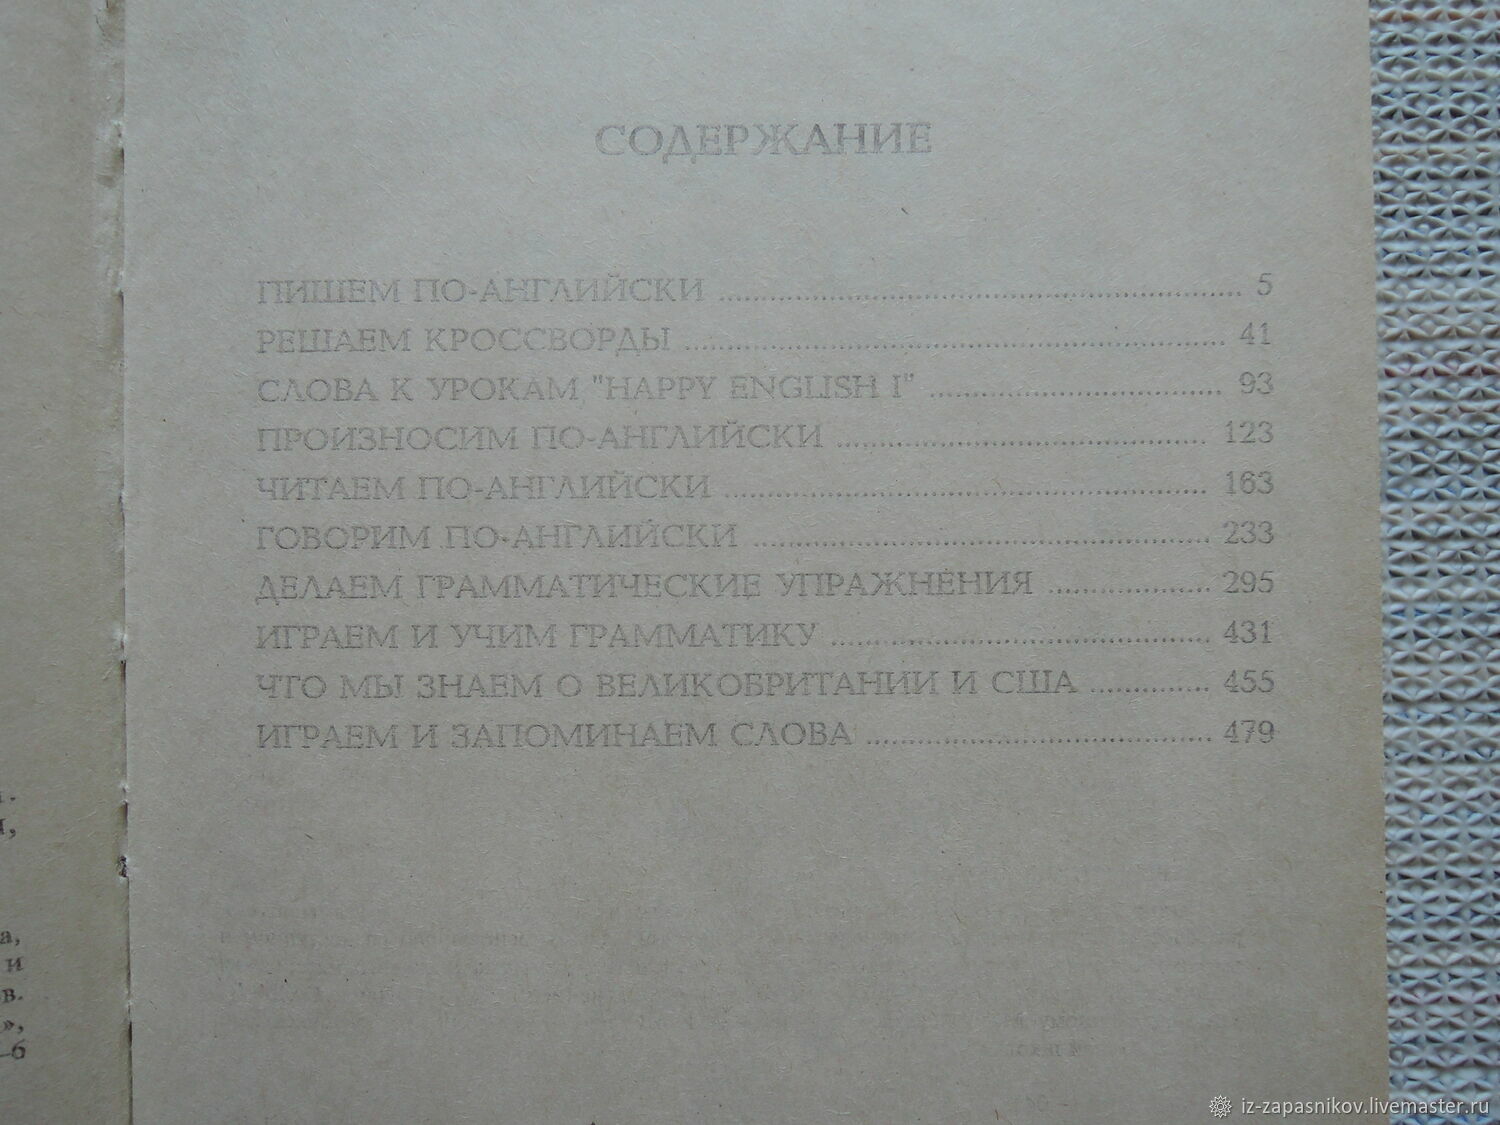 СОДЕРЖАНИЕ
ПИШЕМ ПО-АНГЛИЙСКИ ........ 5
РЕШАЕМ КРОССВОРДЫ ........ 41
СЛОВА К УРОКАМ "HAPPY ENGLISH I" ........ 93
ПРОИЗНОСИМ ПО-АНГЛИЙСКИ ........ 123
ЧИТАЕМ ПО-АНГЛИЙСКИ ........ 163
ГОВОРИМ ПО-АНГЛИЙСКИ ........ 233
ДЕЛАЕМ ГРАММАТИЧЕСКИЕ УПРАЖНЕНИЯ ........ 295
ИГРАЕМ И УЧИМ ГРАММАТИКУ ........ 431
ЧТО МЫ ЗНАЕМ О ВЕЛИКОБРИТАНИИ И США ........ 455
ИГРАЕМ И ЗАПОМИНАЕМ СЛОВА ........ 479
iz-zapasnikov.livemaster.ru